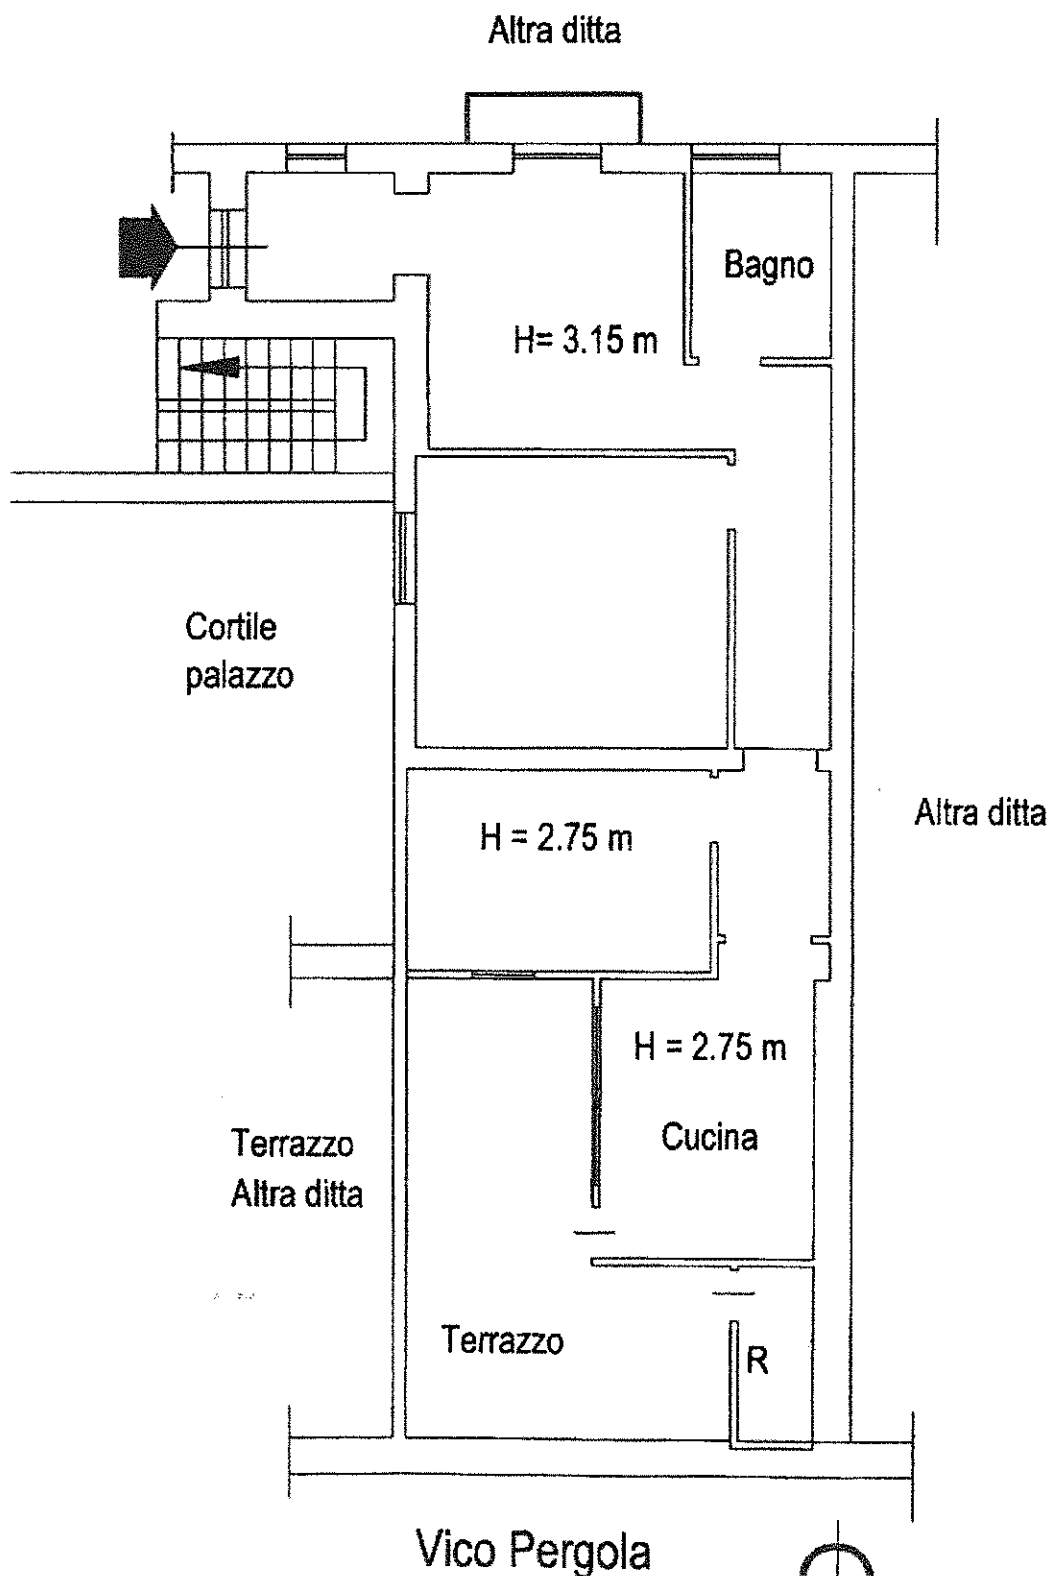 Altra ditta
Bagno
H= 3.15 m
Cortile
palazzo
H = 2.75 m
Altra ditta
H = 2.75 m
Cucina
Terrazzo
Altra ditta
Terrazzo
R
Vico Pergola